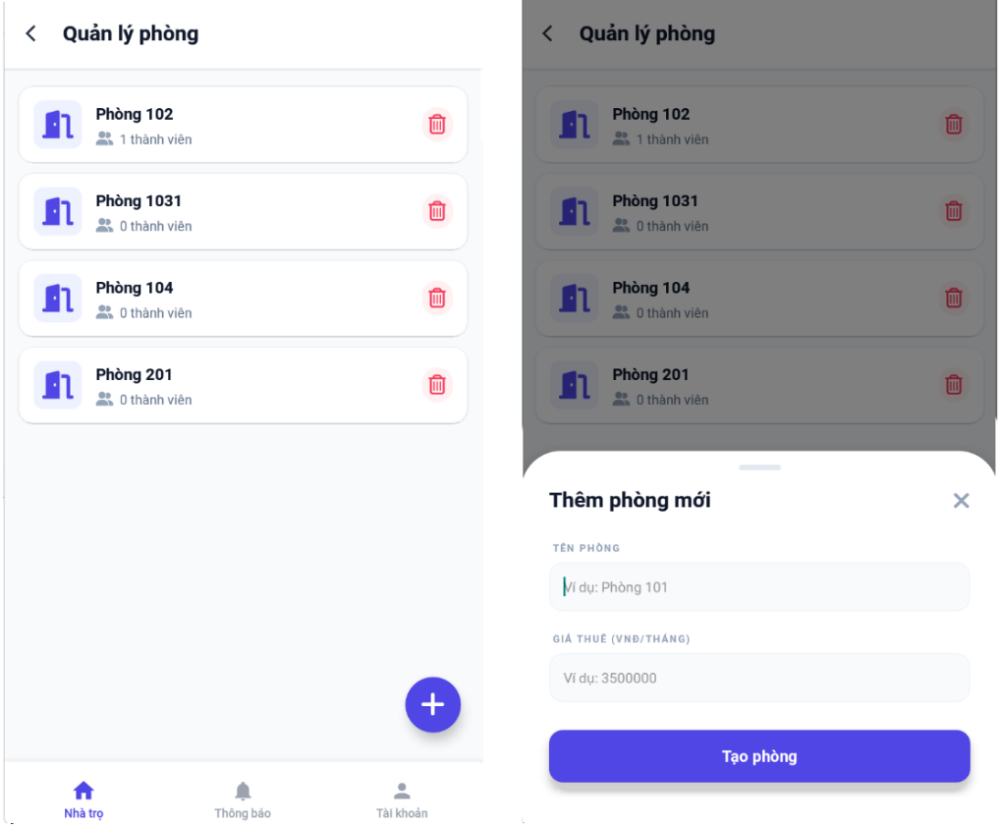 Quản lý phòng
Phòng 102
1 thành viên
Phòng 1031
0 thành viên
Phòng 104
0 thành viên
Phòng 201
0 thành viên
Nhà trọ
Thông báo
Tài khoản
Quản lý phòng
Phòng 102
1 thành viên
Phòng 1031
0 thành viên
Phòng 104
0 thành viên
Phòng 201
0 thành viên
Thêm phòng mới
TÊN PHÒNG
Ví dụ: Phòng 101
GIÁ THUÊ (VNĐ/THÁNG)
Ví dụ: 3500000
Tạo phòng